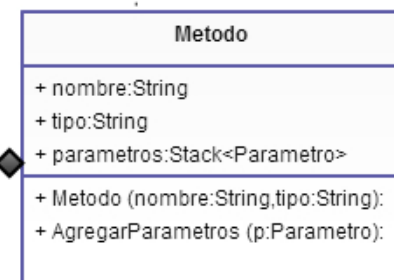 Metodo
+ nombre:String
+ tipo:String
+ parametros:Stack<Parametro>
+ Metodo (nombre:String,tipo:String):
+ AgregarParametros (p:Parametro):